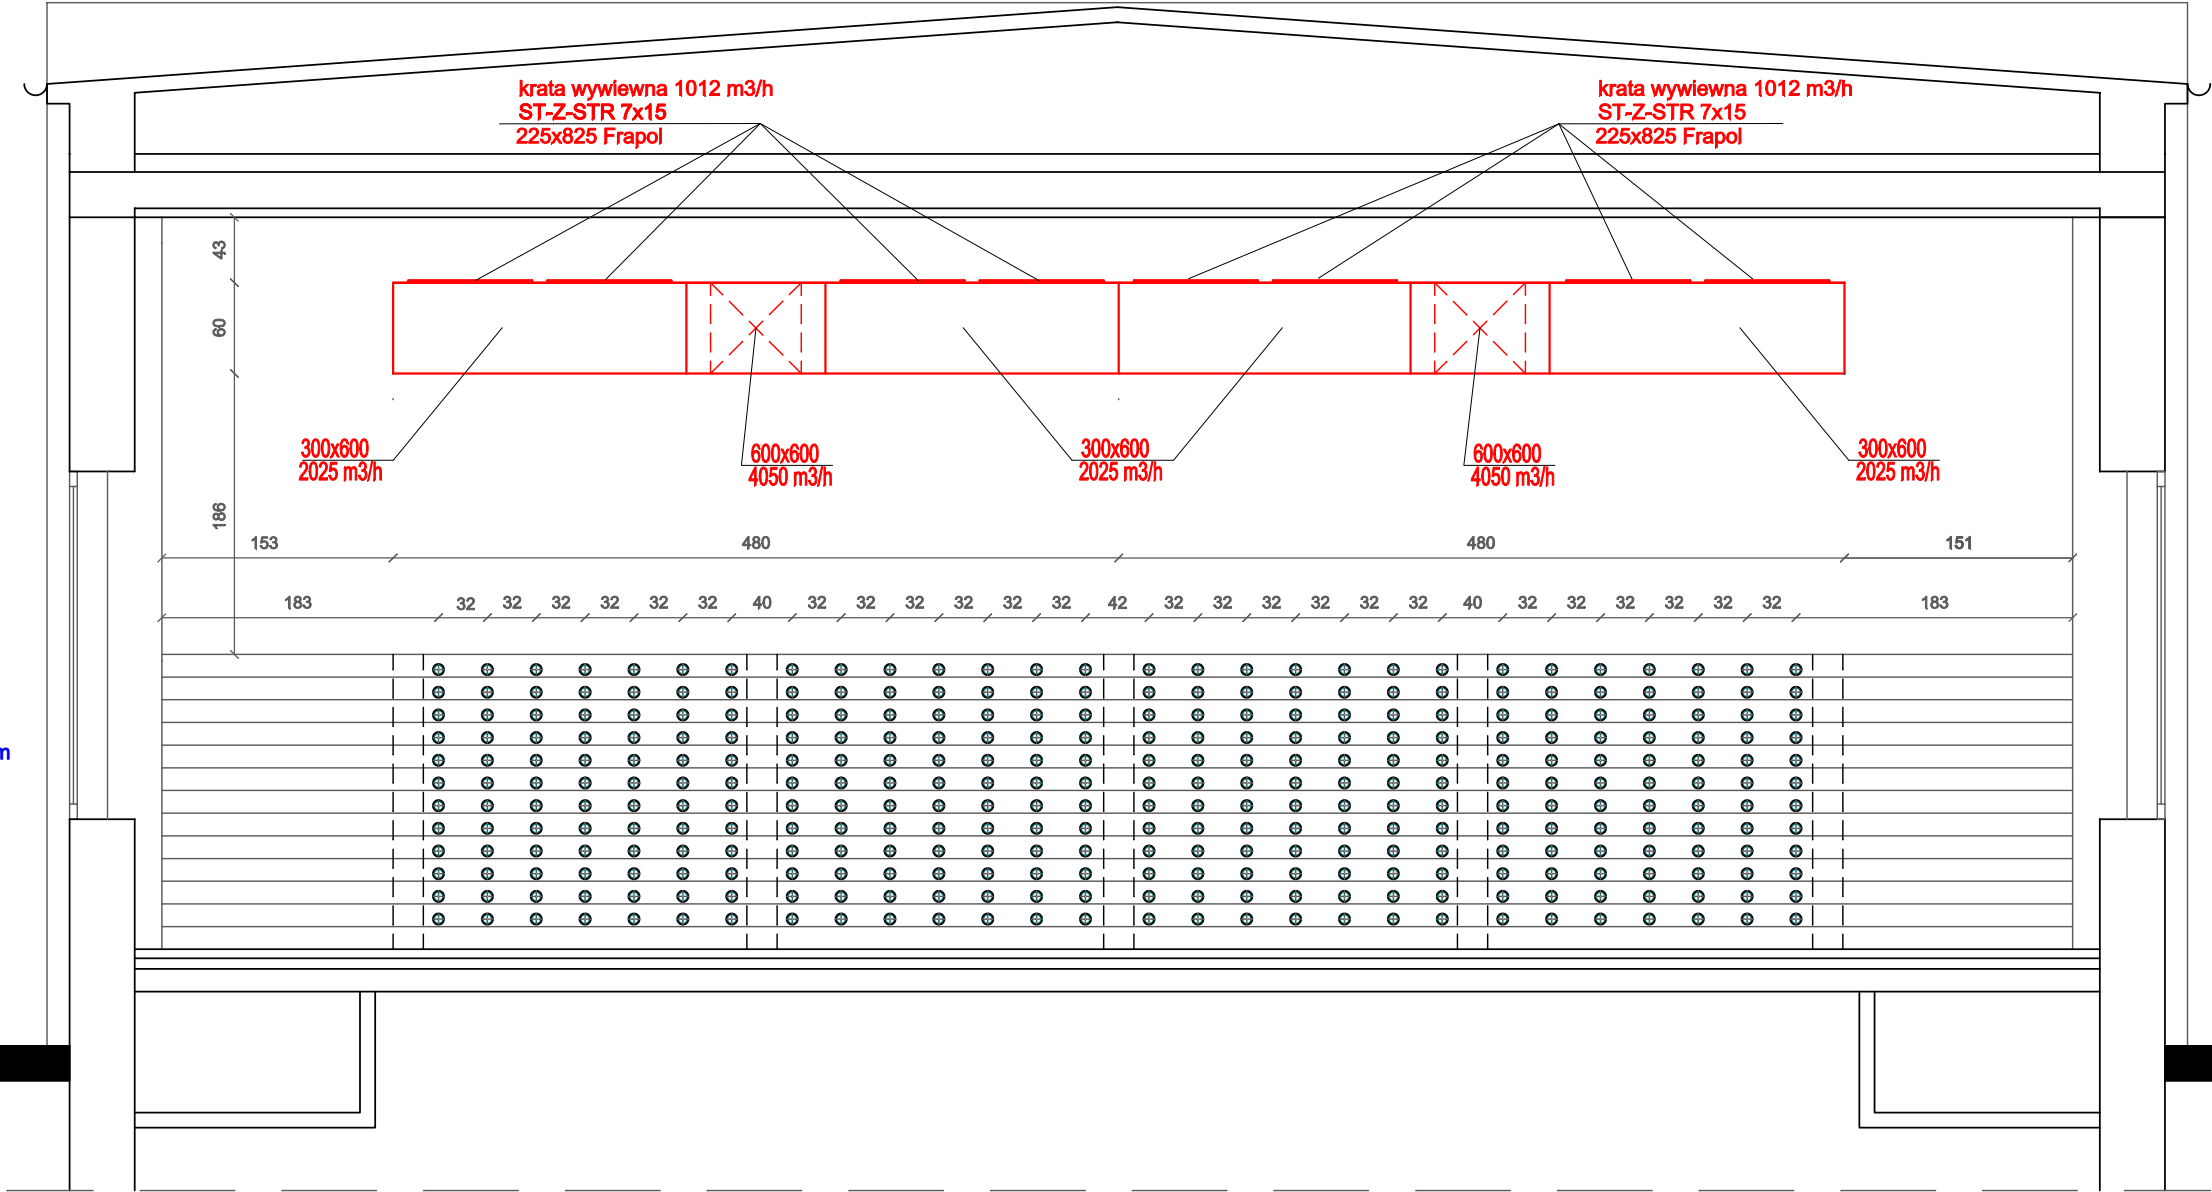 krata wywiewna 1012 m3/h
ST-Z-STR 7x15
225x825 Frapol
krata wywiewna 1012 m3/h
ST-Z-STR 7x15
225x825 Frapol
43
60
186
300x600
2025 m3/h
600x600
4050 m3/h
300x600
2025 m3/h
600x600
4050 m3/h
300x600
2025 m3/h
153 480 480 151
183 32 32 32 32 32 32 40 32 32 32 32 32 32 42 32 32 32 32 32 32 40 32 32 32 32 32 32 183
m